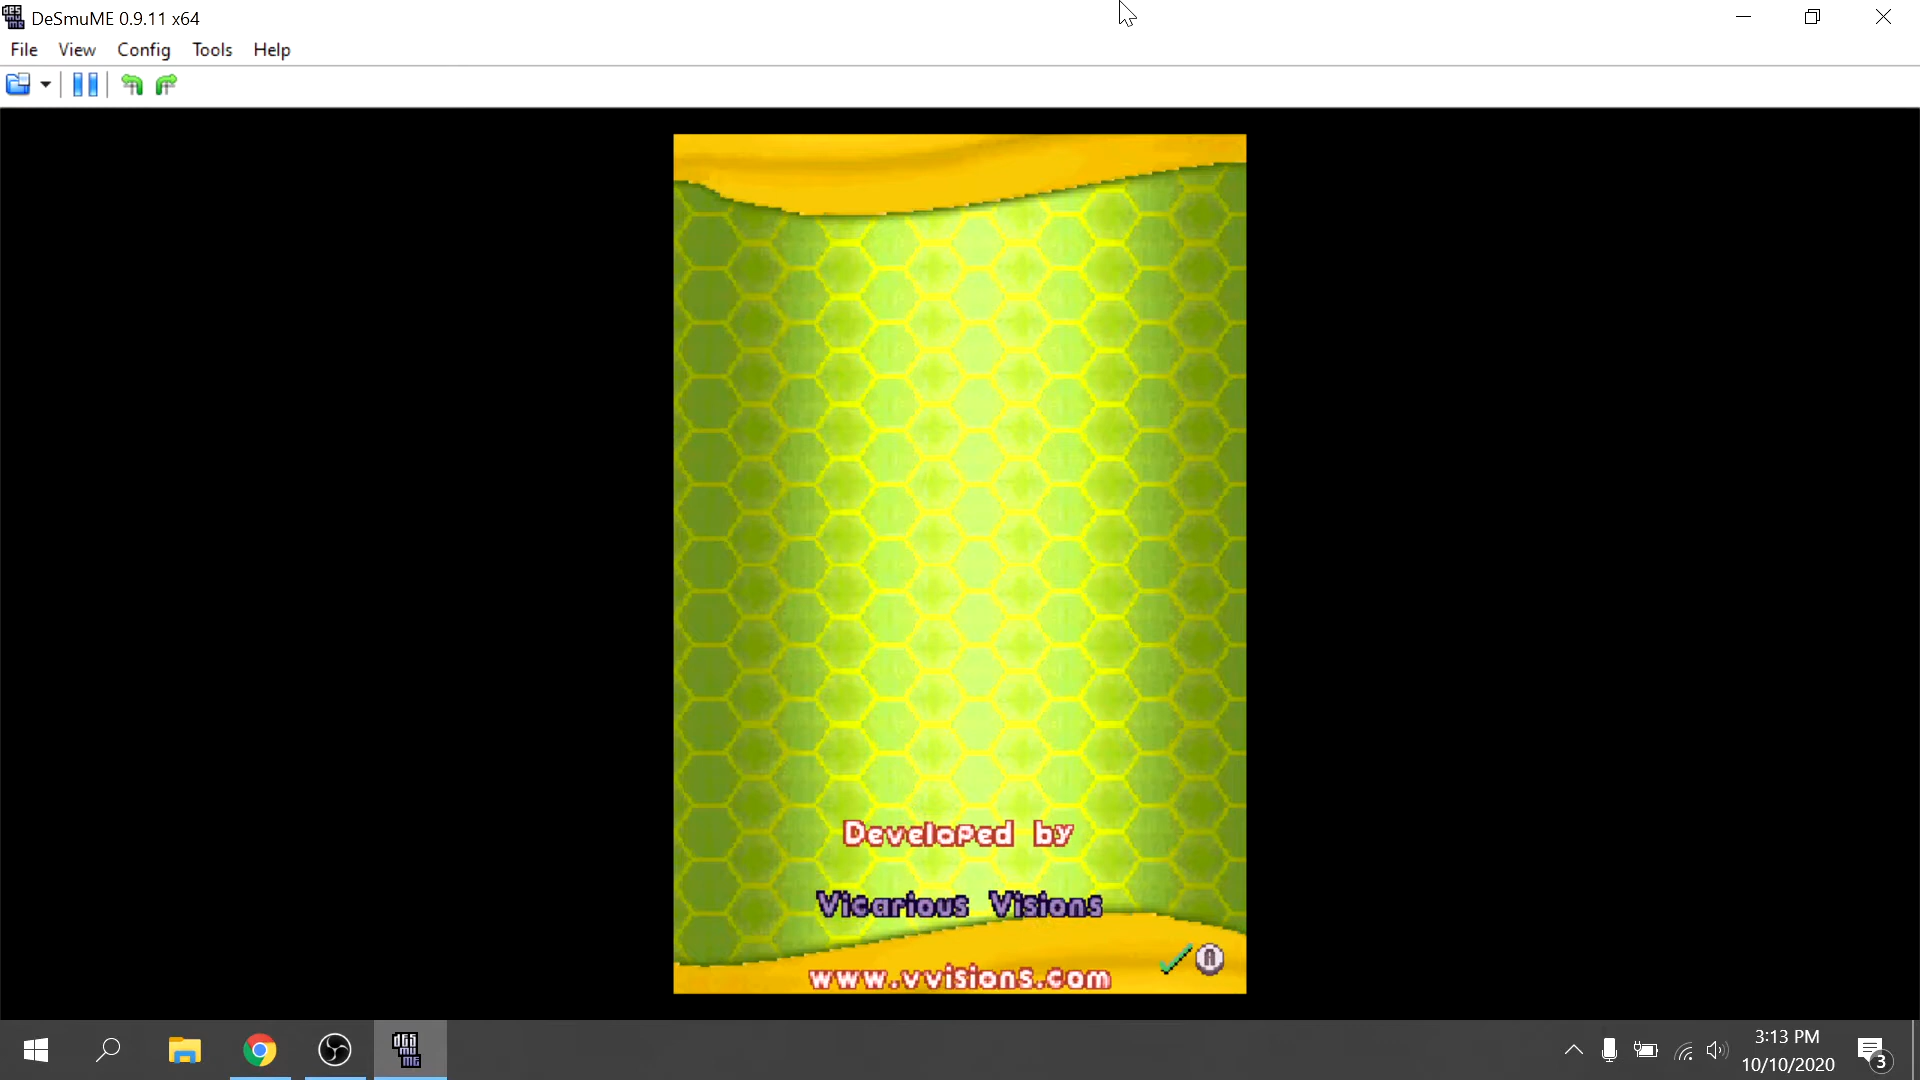 DeSmuME 0.9.11 x64
File View Config Tools Help
Developed by
Vicarious Visions
www.vvisions.com
A
3:13 PM
10/10/2020
3